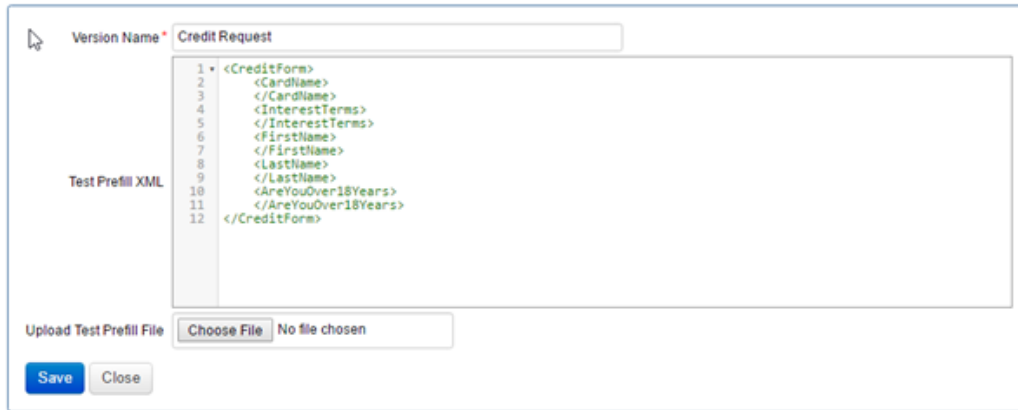 Version Name * Credit Request
Test Prefill XML
1 <CreditForm>
2 <CardName>
3 </CardName>
4 <InterestTerms>
5 </InterestTerms>
6 <FirstName>
7 </FirstName>
8 <LastName>
9 </LastName>
10 <AreYouOver18Years>
11 </AreYouOver18Years>
12 </CreditForm>
Upload Test Prefill File Choose File No file chosen
Save Close